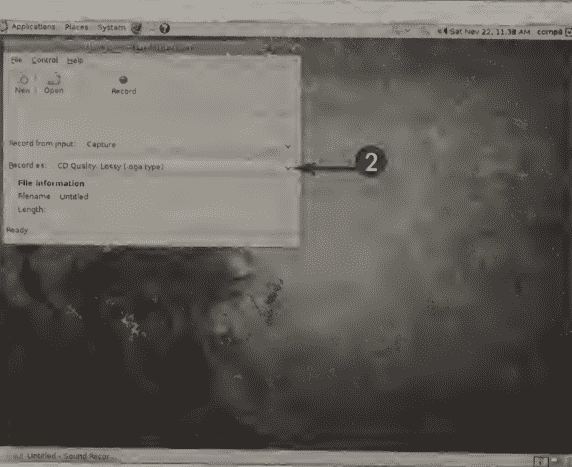 Applications Places System
Sat Nov 22, 11:38 AM
File Control Help
New Open Record
Record from input: Capture
Record as: CD Quality, Lossy (.oga type)
2
File Information
Filename Untitled
Length:
Ready
Untitled - Sound Recor